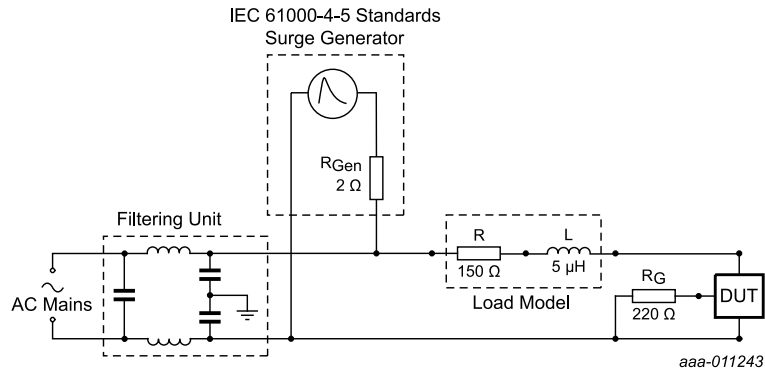 IEC 61000-4-5 Standards
Surge Generator
RGen
2 Ω
Filtering Unit
R
L
150 Ω
5 μH
RG
DUT
AC Mains
Load Model
220 Ω
aaa-011243